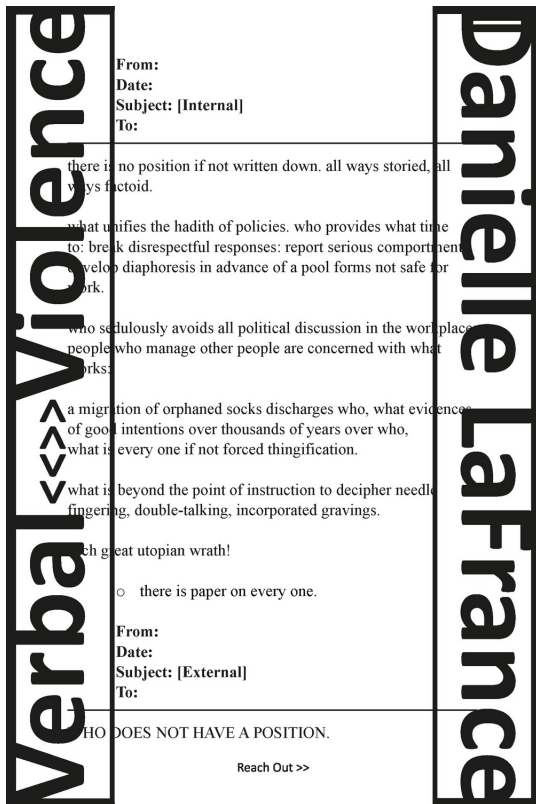 Verbal <<>> Violence
Danielle LaFrance
From:
Date:
Subject: [Internal]
To:
there is no position if not written down. all ways storied, all
ways factoid.
what unifies the hadith of policies. who provides what time
to: break disrespectful responses: report serious comportment,
develop diaphoresis in advance of a pool forms not safe for
work.
who sedulously avoids all political discussion in the workplace
people who manage other people are concerned with what
works:
a migration of orphaned socks discharges who, what evidences
of good intentions over thousands of years over who,
what is every one if not forced thingification.
what is beyond the point of instruction to decipher needle
fingering, double-talking, incorporated gravings.
great utopian wrath!
○ there is paper on every one.
From:
Date:
Subject: [External]
To:
WHO DOES NOT HAVE A POSITION.
Reach Out >>